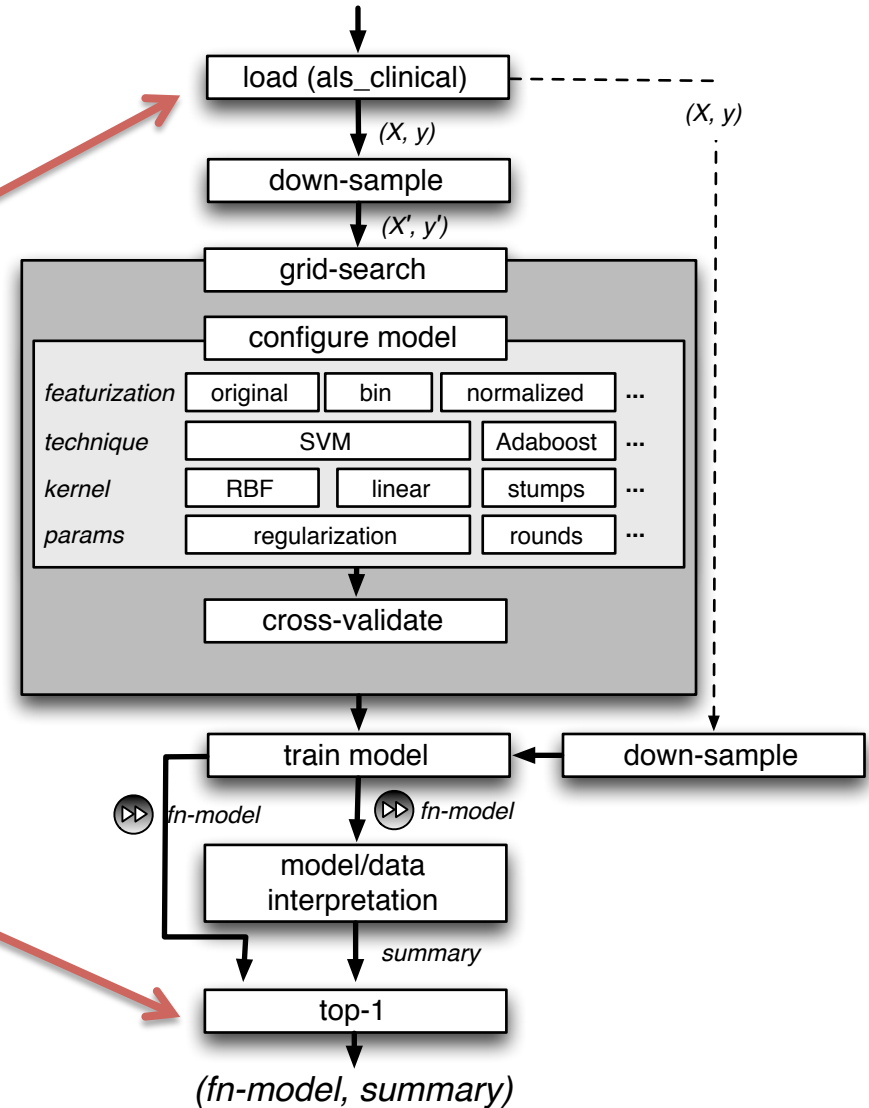 load (als_clinical)
(X, y)
(X, y)
down-sample
(X', y')
grid-search
configure model
featurization original bin normalized ...
technique SVM Adaboost ...
kernel RBF linear stumps ...
params regularization rounds ...
cross-validate
train model
down-sample
fn-model
fn-model
model/data
interpretation
summary
top-1
(fn-model, summary)